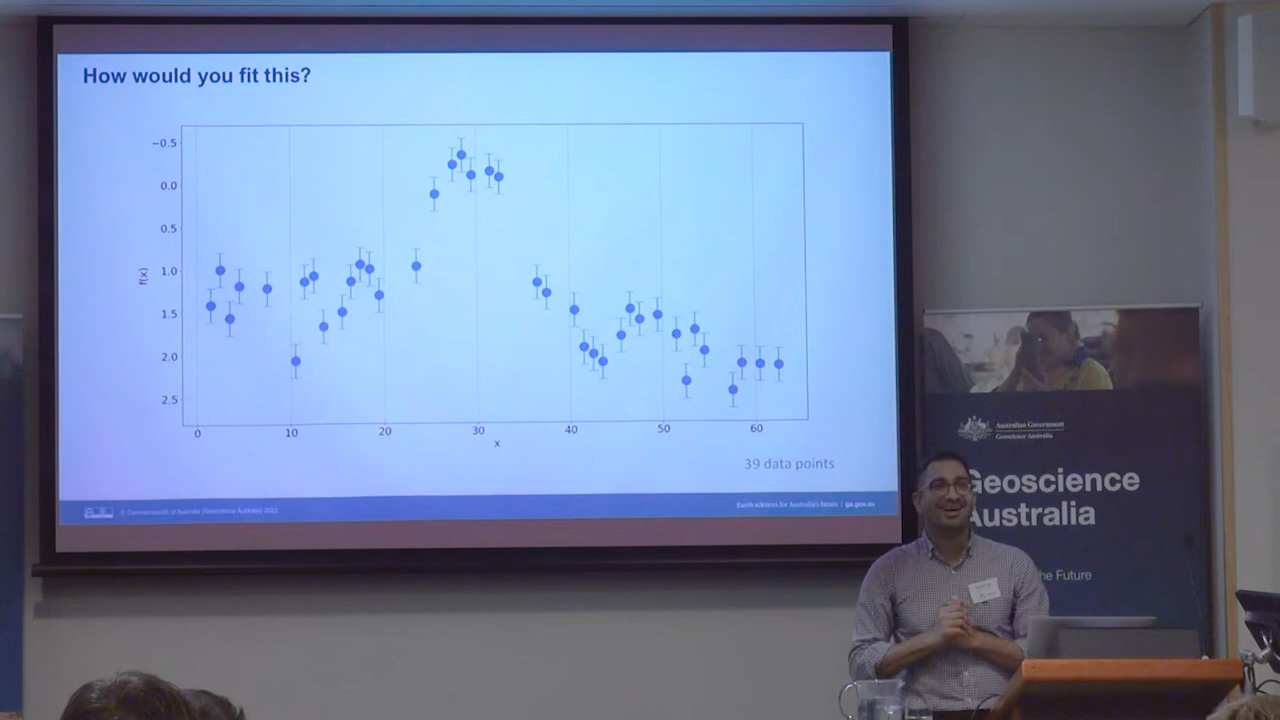 How would you fit this?
−0.5
0.0
0.5
1.0
1.5
2.0
2.5
f(x)
0 10 20 30 40 50 60
x
39 data points
© Commonwealth of Australia (Geoscience Australia) 2022
Earth sciences for Australia's future | ga.gov.au
Australian Government
Geoscience Australia
Geoscience
Australia
he Future